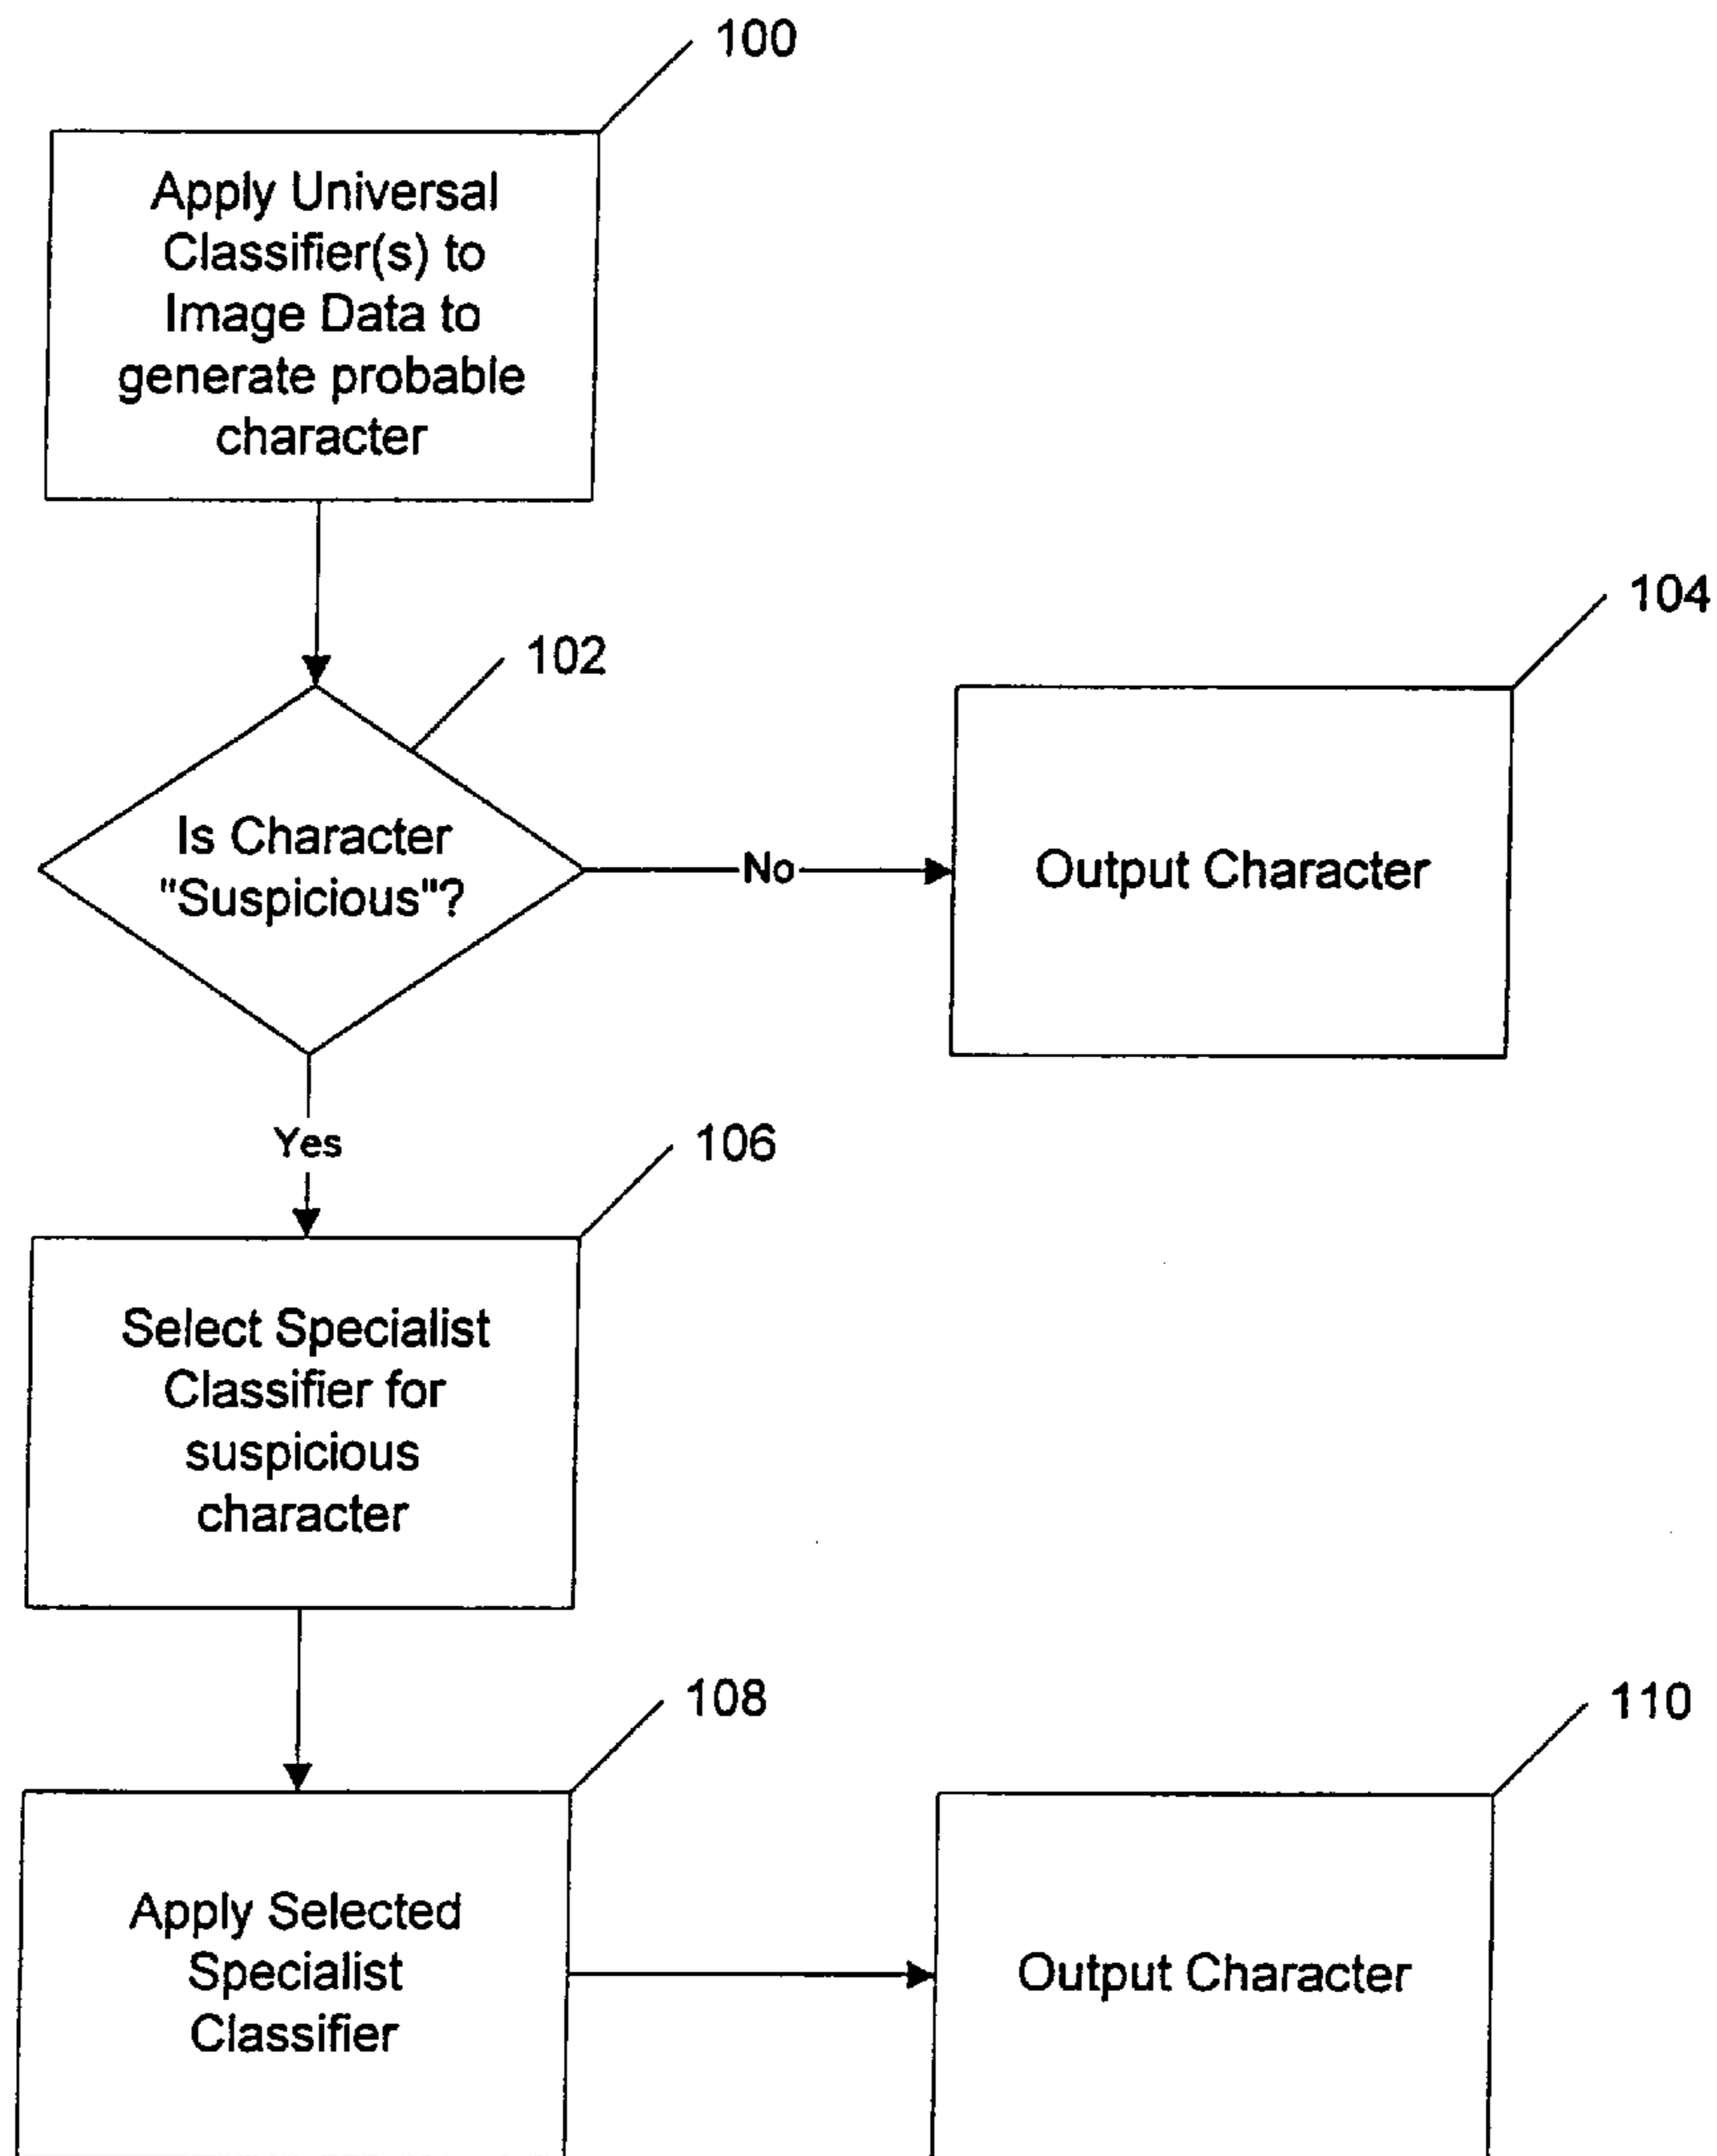 100
Apply Universal
Classifier(s) to
Image Data to
generate probable
character
102
Is Character
"Suspicious"?
No
104
Output Character
Yes
106
Select Specialist
Classifier for
suspicious
character
108
Apply Selected
Specialist
Classifier
110
Output Character